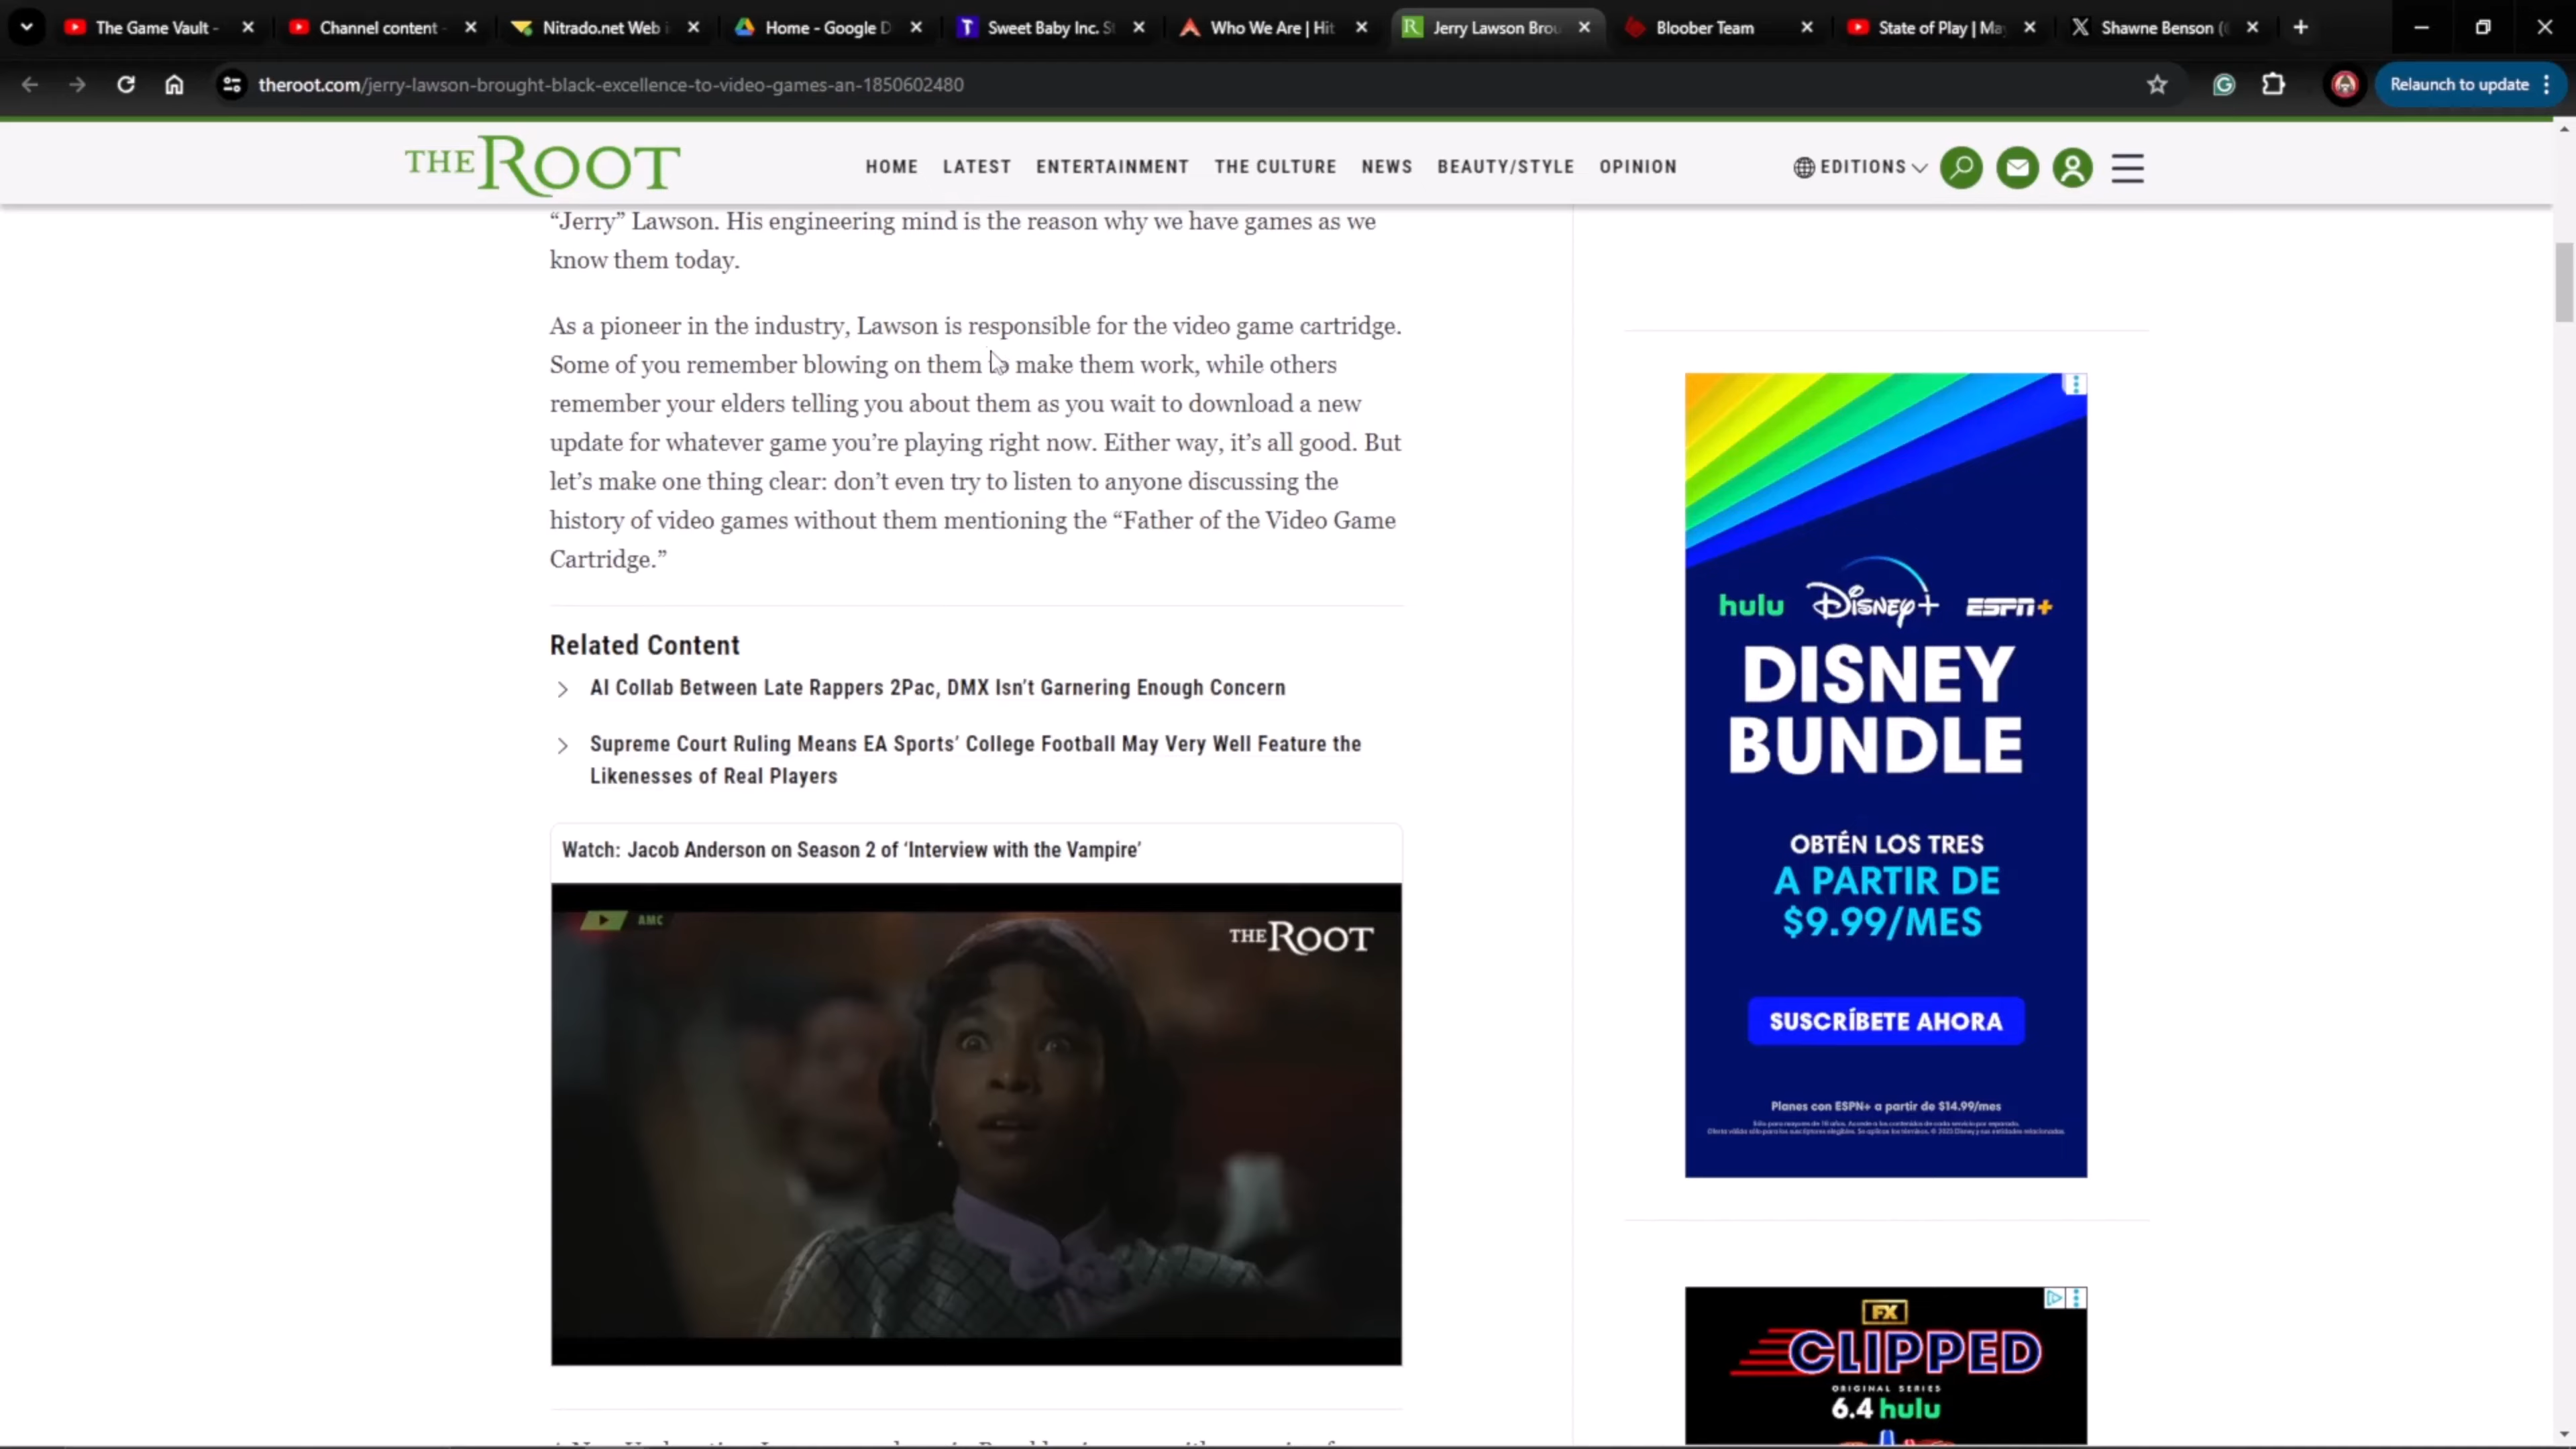 The Game Vault -
Channel content -
Nitrado.net Web i
Home - Google D
Sweet Baby Inc. S
Who We Are | Hit
Jerry Lawson Brou
Bloober Team
State of Play | Ma
Shawne Benson (
theroot.com/jerry-lawson-brought-black-excellence-to-video-games-an-1850602480
Relaunch to update
THE ROOT
HOME
LATEST
ENTERTAINMENT
THE CULTURE
NEWS
BEAUTY/STYLE
OPINION
EDITIONS
“Jerry” Lawson. His engineering mind is the reason why we have games as we
know them today.
As a pioneer in the industry, Lawson is responsible for the video game cartridge.
Some of you remember blowing on them to make them work, while others
remember your elders telling you about them as you wait to download a new
update for whatever game you’re playing right now. Either way, it’s all good. But
let’s make one thing clear: don’t even try to listen to anyone discussing the
history of video games without them mentioning the “Father of the Video Game
Cartridge.”
Related Content
AI Collab Between Late Rappers 2Pac, DMX Isn’t Garnering Enough Concern
Supreme Court Ruling Means EA Sports’ College Football May Very Well Feature the
Likenesses of Real Players
Watch: Jacob Anderson on Season 2 of ‘Interview with the Vampire’
AMC
THE ROOT
hulu Disney+ ESPN+
DISNEY
BUNDLE
OBTÉN LOS TRES
A PARTIR DE
$9.99/MES
SUSCRÍBETE AHORA
Planes con ESPN+ a partir de $14.99/mes
FX
CLIPPED
ORIGINAL SERIES
6.4 hulu